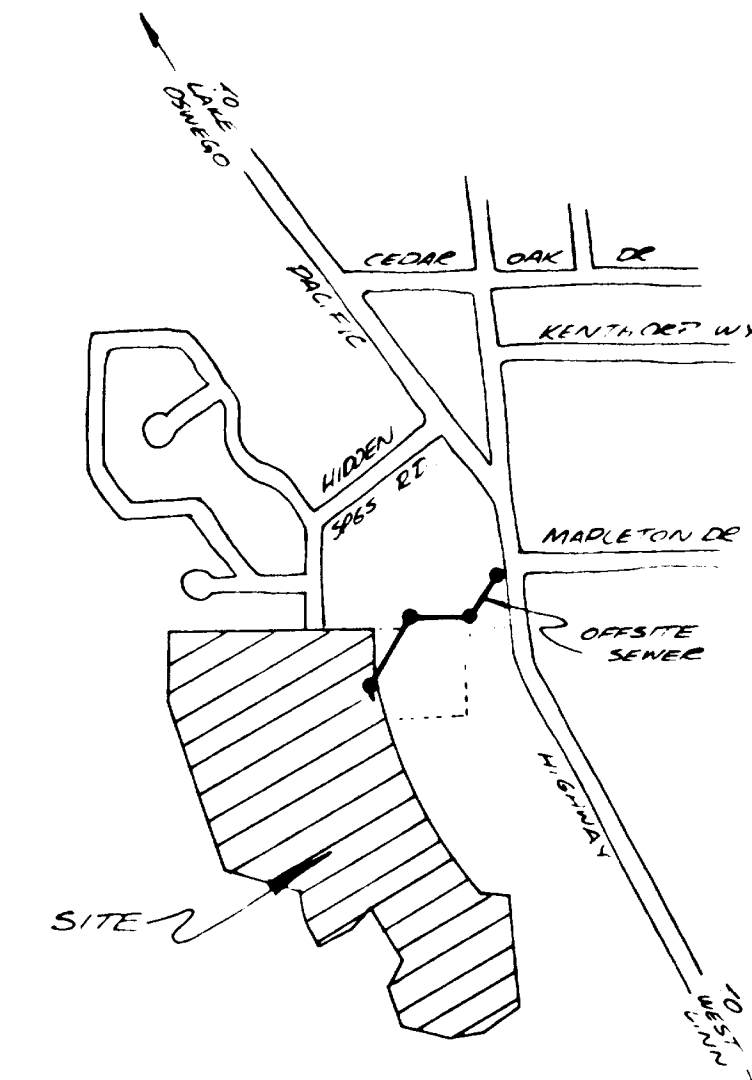 TO
LAKE
OSWEGO
CEDAR OAK DR
PACIFIC
KENTHORT WY
HIDDEN
SPGS RD.
MAPLETON DR
OFFSITE
SEWER
HIGHWAY
SITE
TO
WEST
LINN